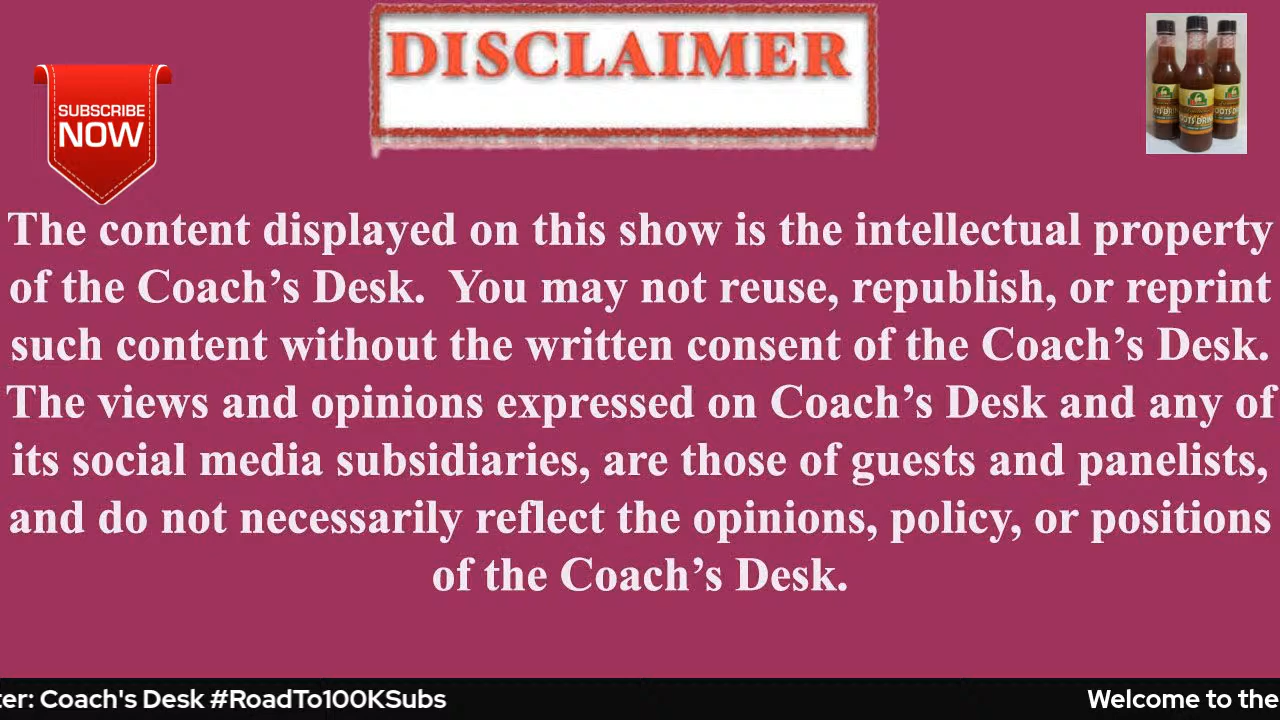 DISCLAIMER
SUBSCRIBE
NOW
The content displayed on this show is the intellectual property
of the Coach’s Desk.  You may not reuse, republish, or reprint
such content without the written consent of the Coach’s Desk.
The views and opinions expressed on Coach’s Desk and any of
its social media subsidiaries, are those of guests and panelists,
and do not necessarily reflect the opinions, policy, or positions
of the Coach’s Desk.
ter: Coach's Desk #RoadTo100KSubs
Welcome to the